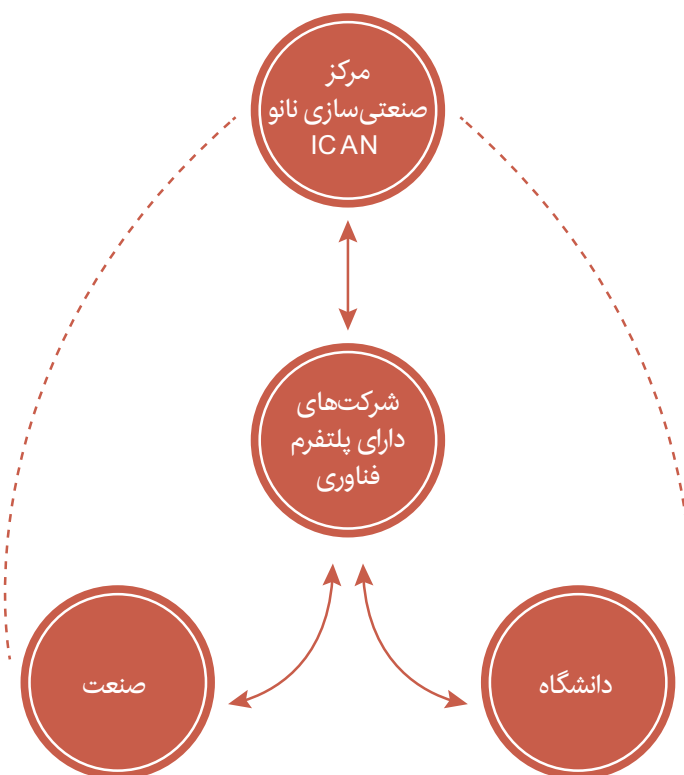 مرکز
صنعتی‌سازی نانو
ICAN
شرکت‌های
دارای پلتفرم
فناوری
صنعت
دانشگاه